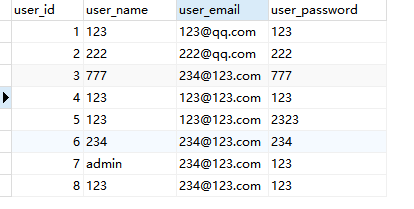 user_id user_name user_email user_password
1 123 123@qq.com 123
2 222 222@qq.com 222
3 777 234@123.com 777
4 123 123@123.com 123
5 123 123@123.com 2323
6 234 234@123.com 234
7 admin 234@123.com 123
8 123 234@123.com 123